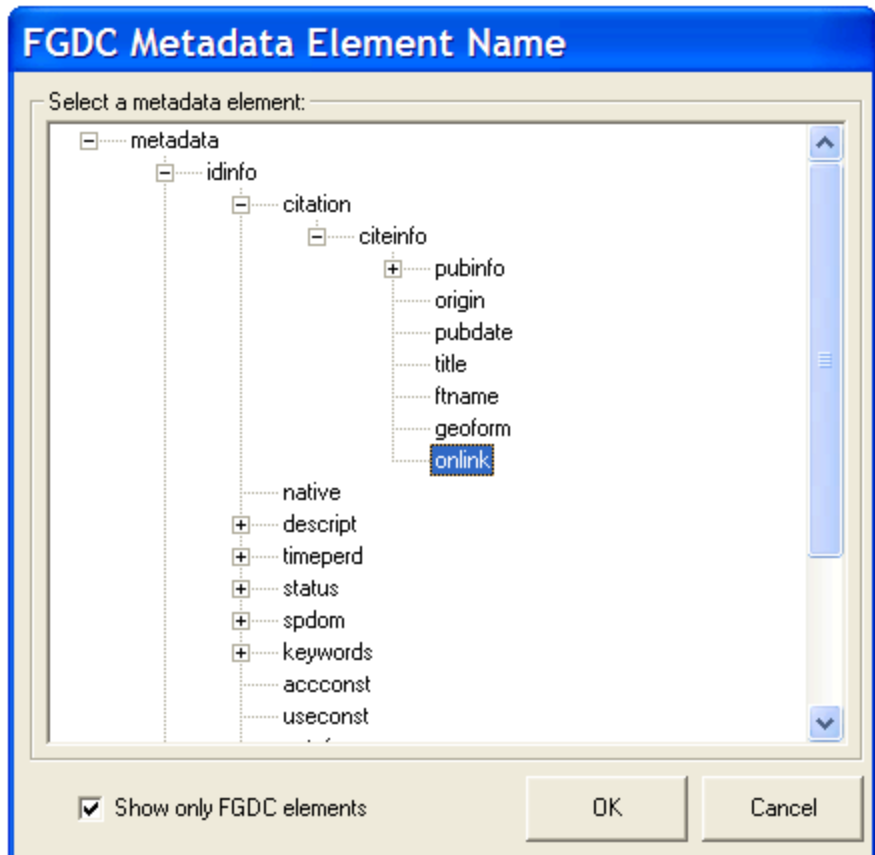 FGDC Metadata Element Name
Select a metadata element:
metadata
idinfo
citation
citeinfo
pubinfo
origin
pubdate
title
ftname
geoform
onlink
native
descript
timeperd
status
spdom
keywords
accconst
useconst
Show only FGDC elements
OK
Cancel